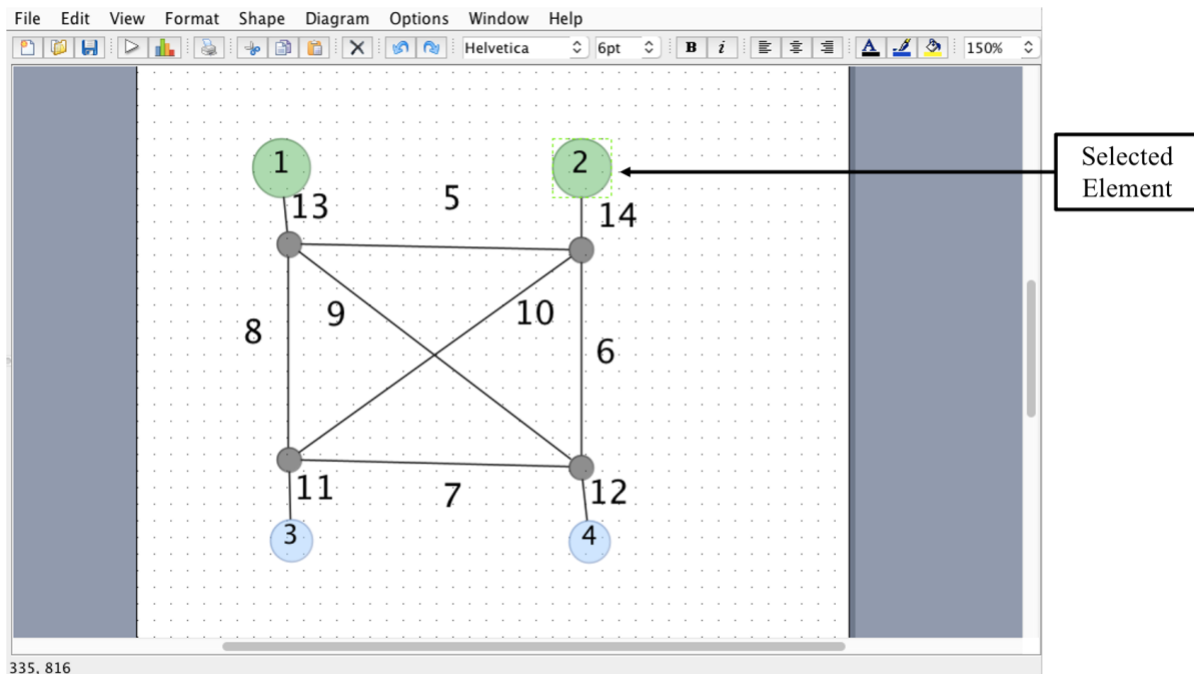 File Edit View Format Shape Diagram Options Window Help
Helvetica 6pt B i A 150%
1 2
Selected
Element
13 5 14
9 10
8 6
11 7 12
3 4
335, 816